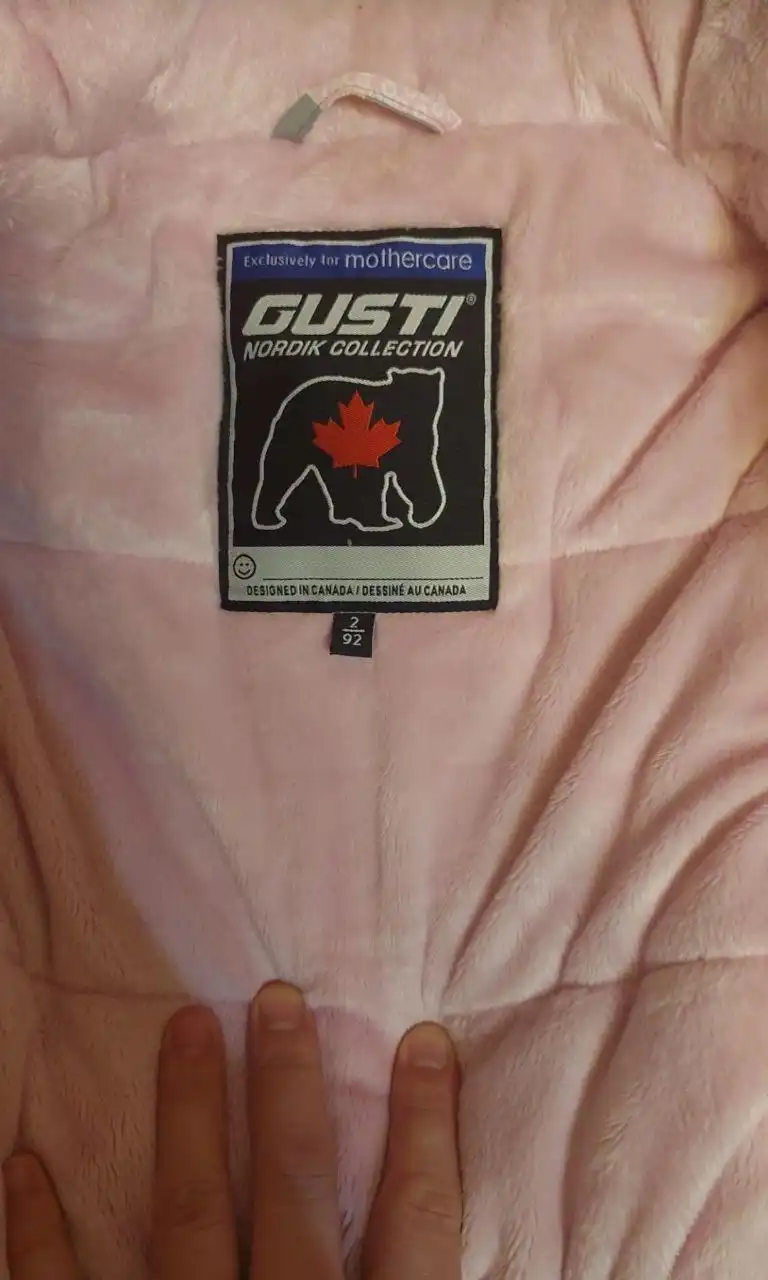 Exclusively for mothercare
GUSTI®
NORDIK COLLECTION
DESIGNED IN CANADA / DESSINÉ AU CANADA
2
92